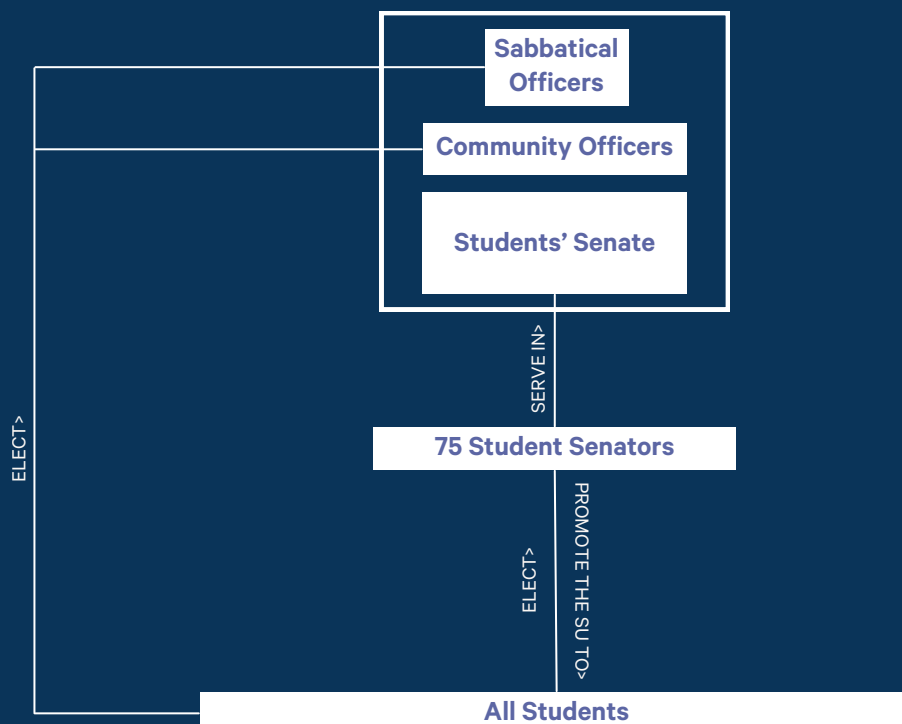 Sabbatical
Officers
Community Officers
Students’ Senate
SERVE IN>
ELECT>
75 Student Senators
ELECT>
PROMOTE THE SU TO>
All Students